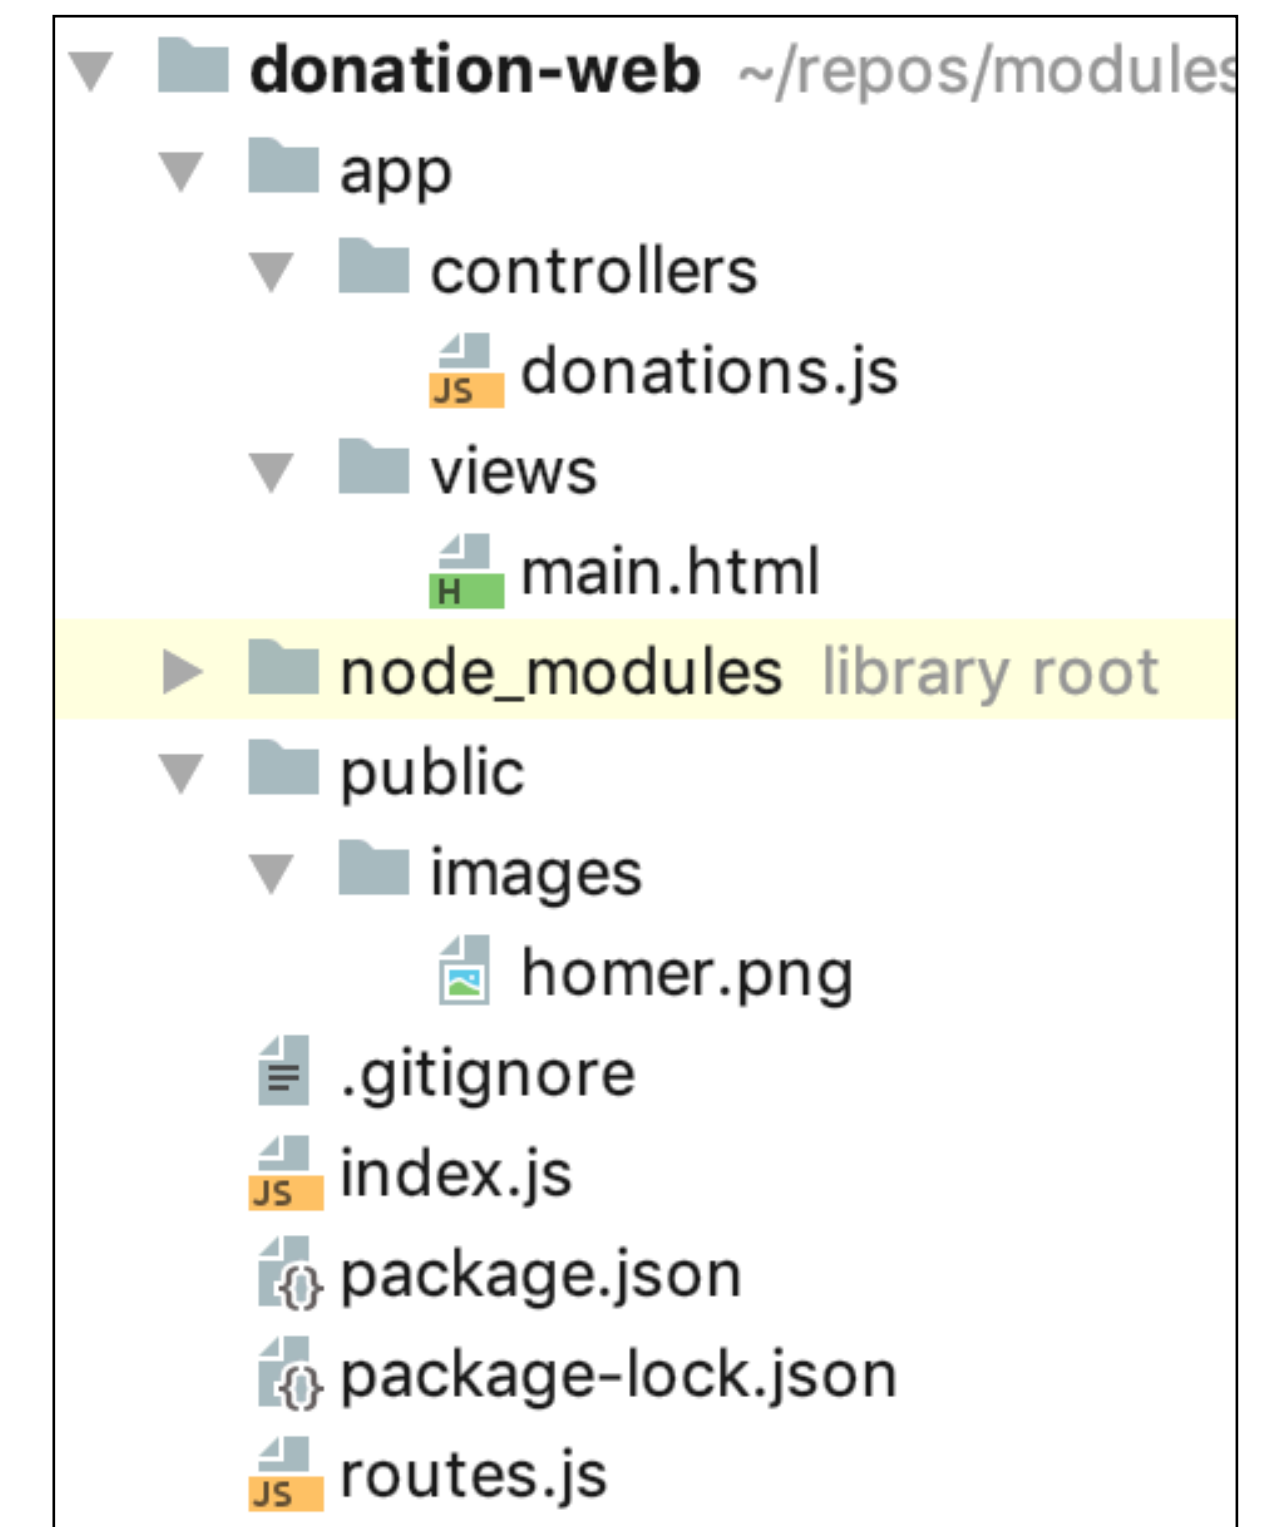 donation-web ~/repos/modules
app
controllers
JS donations.js
views
H main.html
node_modules library root
public
images
homer.png
.gitignore
JS index.js
{} package.json
{} package-lock.json
JS routes.js